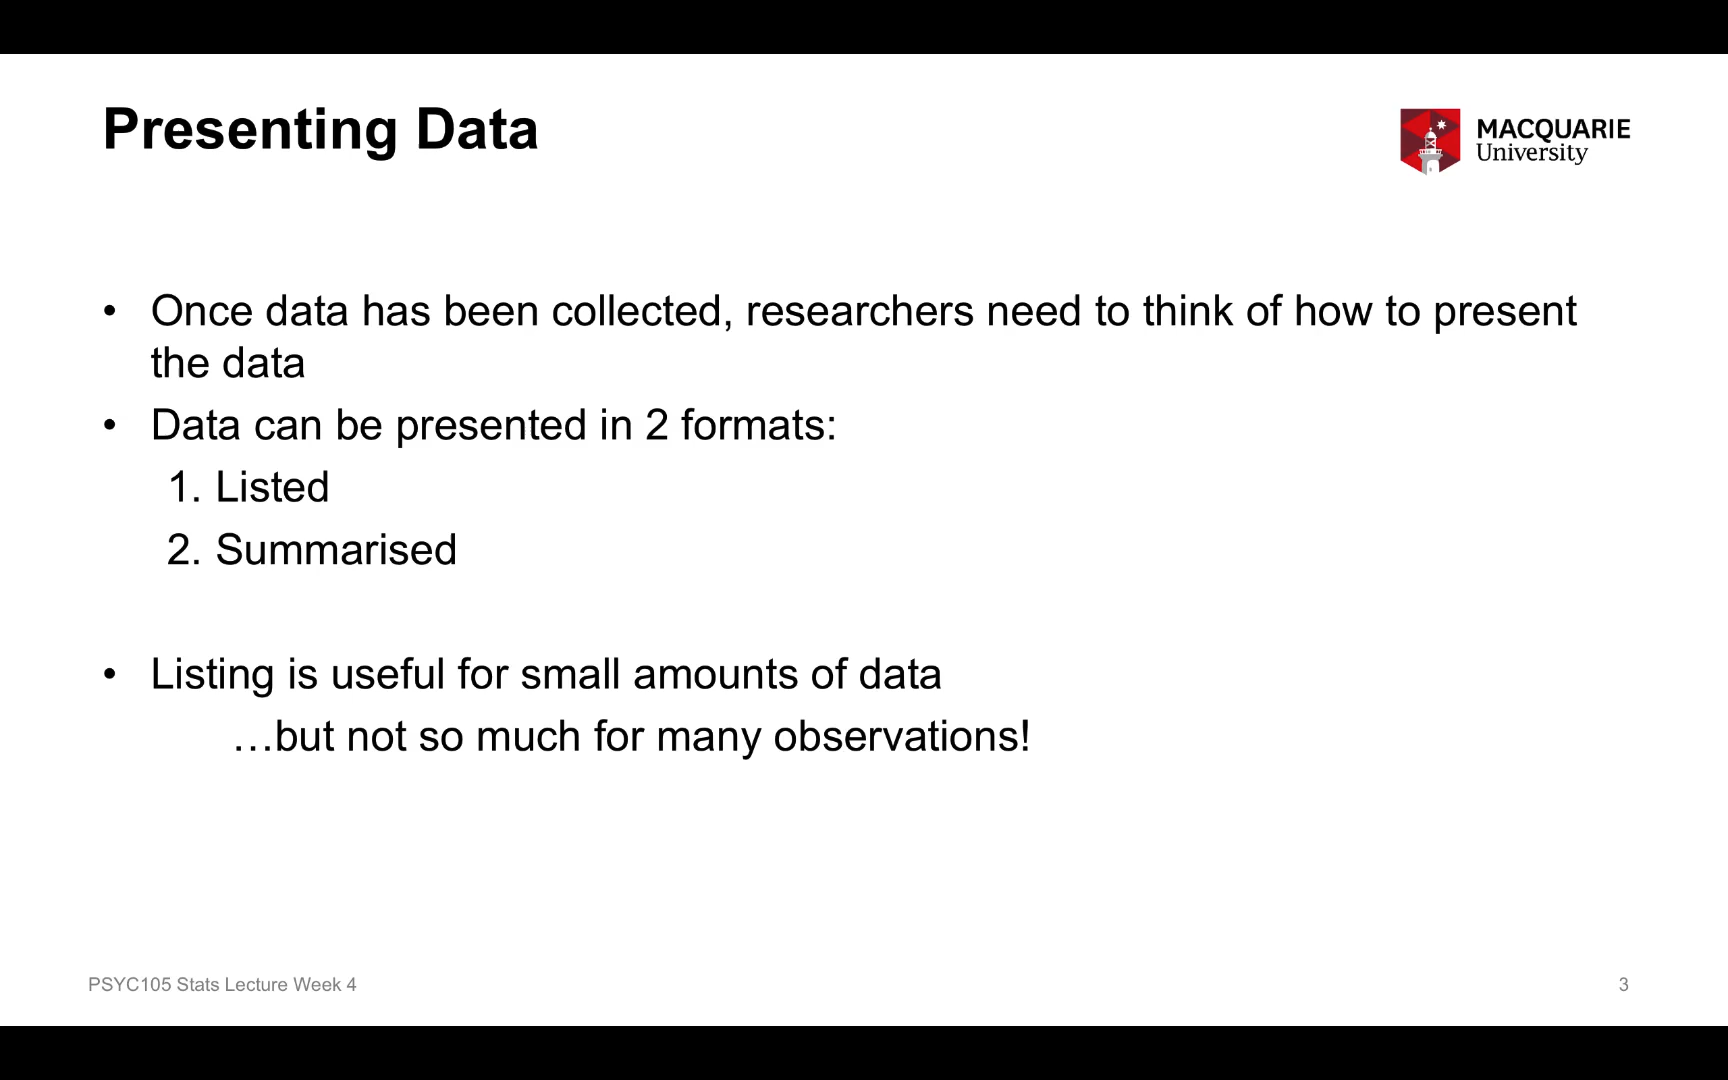 Presenting Data
MACQUARIE
University
• Once data has been collected, researchers need to think of how to present
the data
• Data can be presented in 2 formats:
1. Listed
2. Summarised
• Listing is useful for small amounts of data
…but not so much for many observations!
PSYC105 Stats Lecture Week 4
3